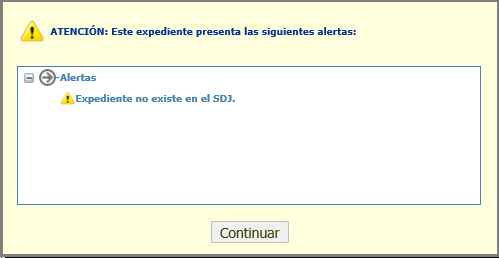 ATENCIÓN: Este expediente presenta las siguientes alertas:
Alertas
Expediente no existe en el SDJ.
Continuar